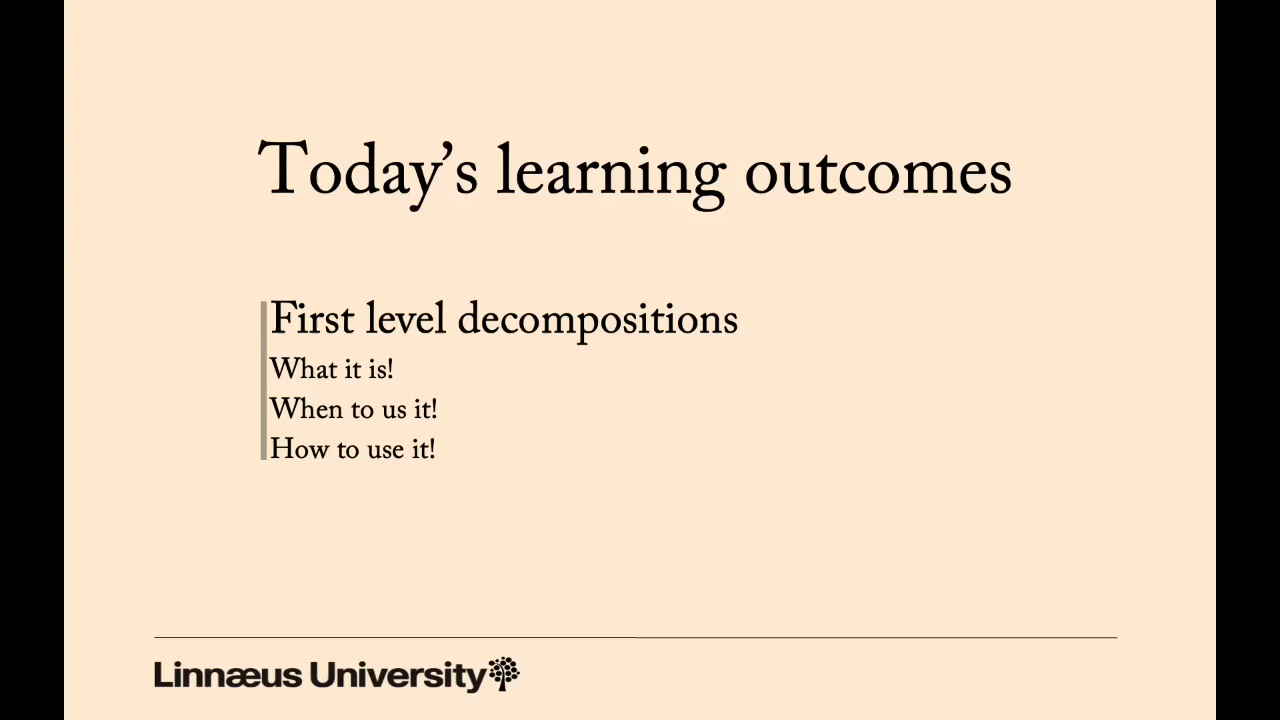 Today’s learning outcomes
First level decompositions
What it is!
When to us it!
How to use it!
Linnæus University